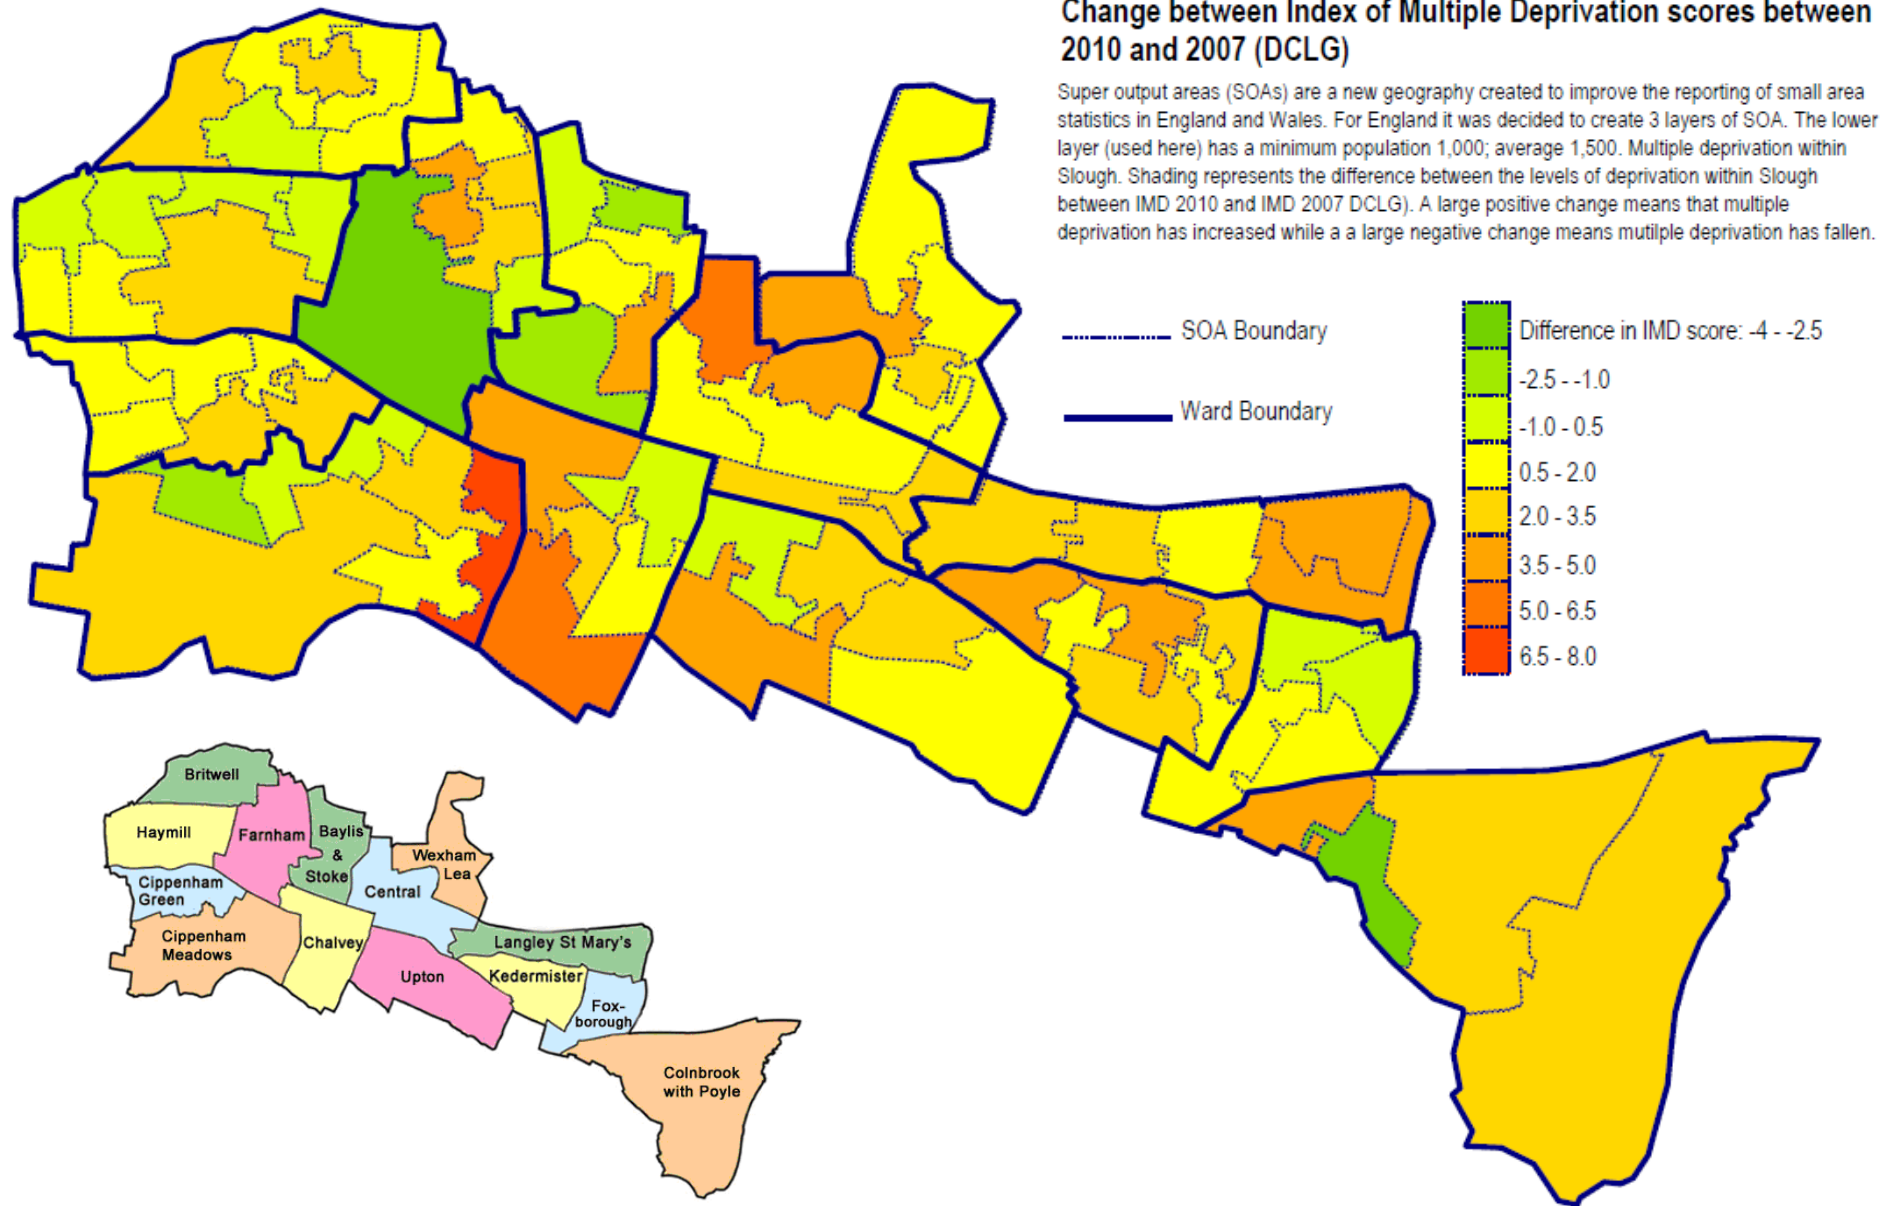 Change between Index of Multiple Deprivation scores between
2010 and 2007 (DCLG)
Super output areas (SOAs) are a new geography created to improve the reporting of small area
statistics in England and Wales. For England it was decided to create 3 layers of SOA. The lower
layer (used here) has a minimum population 1,000; average 1,500. Multiple deprivation within
Slough. Shading represents the difference between the levels of deprivation within Slough
between IMD 2010 and IMD 2007 DCLG). A large positive change means that multiple
deprivation has increased while a a large negative change means mutilple deprivation has fallen.
SOA Boundary
Ward Boundary
Difference in IMD score: -4 - -2.5
-2.5 - -1.0
-1.0 - 0.5
0.5 - 2.0
2.0 - 3.5
3.5 - 5.0
5.0 - 6.5
6.5 - 8.0
Britwell
Haymill
Farnham
Baylis
&
Stoke
Wexham
Lea
Central
Cippenham
Green
Cippenham
Meadows
Chalvey
Upton
Langley St Mary's
Kedermister
Fox-
borough
Colnbrook
with Poyle